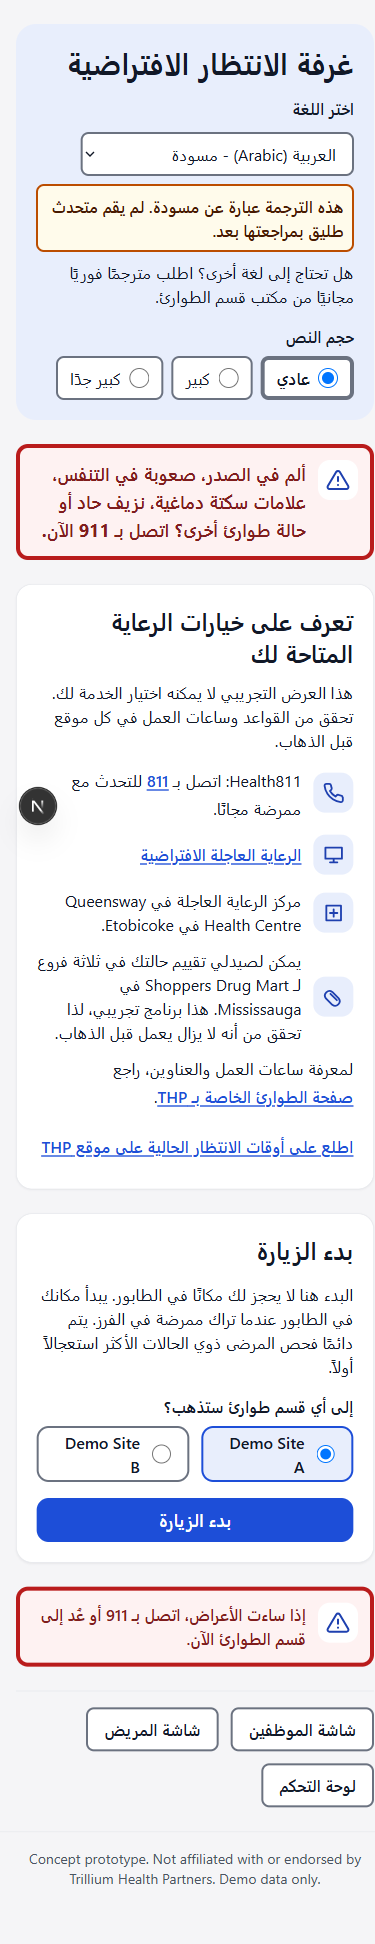 غرفة الانتظار الافتراضية
اختر اللغة
العربية (Arabic) - مسودة
هذه الترجمة عبارة عن مسودة. لم يقم متحدث
طليق بمراجعتها بعد.
هل تحتاج إلى لغة أخرى؟ اطلب مترجمًا فوريًا
مجانيًا من مكتب قسم الطوارئ.
حجم النص
عادي
كبير
كبير جدًا
ألم في الصدر، صعوبة في التنفس،
علامات سكتة دماغية، نزيف حاد أو
حالة طوارئ أخرى؟ اتصل بـ 911 الآن.
تعرف على خيارات الرعاية
المتاحة لك
هذا العرض التجريبي لا يمكنه اختيار الخدمة لك.
تحقق من القواعد وساعات العمل في كل موقع
قبل الذهاب.
Health811: اتصل بـ 811 للتحدث مع
ممرضة مجانًا.
N
الرعاية العاجلة الافتراضية
مركز الرعاية العاجلة في Queensway
Health Centre في Etobicoke.
يمكن لصيدلي تقييم حالتك في ثلاثة فروع
لـ Shoppers Drug Mart في
Mississauga. هذا برنامج تجريبي، لذا
تحقق من أنه لا يزال يعمل قبل الذهاب.
لمعرفة ساعات العمل والعناوين، راجع
صفحة الطوارئ الخاصة بـ THP.
اطلع على أوقات الانتظار الحالية على موقع THP
بدء الزيارة
البدء هنا لا يحجز لك مكانًا في الطابور. يبدأ مكانك
في الطابور عندما تراك ممرضة في الفرز. يتم
دائمًا فحص المرضى ذوي الحالات الأكثر استعجالاً
أولاً.
إلى أي قسم طوارئ ستذهب؟
Demo Site
A
Demo Site
B
بدء الزيارة
إذا ساءت الأعراض، اتصل بـ 911 أو عُد إلى
قسم الطوارئ الآن.
شاشة الموظفين
شاشة المريض
لوحة التحكم
Concept prototype. Not affiliated with or endorsed by
Trillium Health Partners. Demo data only.